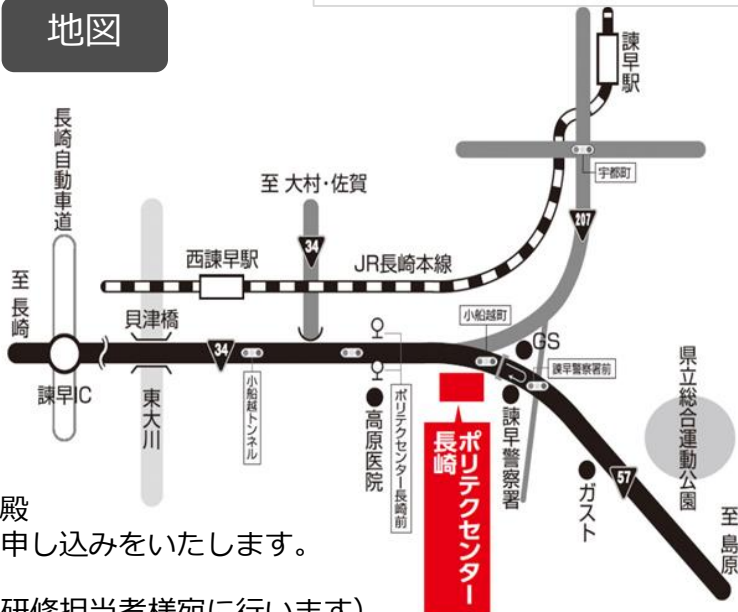 地図
諫早駅
長崎自動車道
至 大村・佐賀
宇都町
34
207
西諫早駅
JR長崎本線
至 長崎
貝津橋
小船越町
34
GS
諫早警察署前
県立総合運動公園
諫早IC
東大川
小船越トンネル
高原医院
ポリテクセンター長崎前
ポリテクセンター
長崎
諫早警察署
ガスト
57
至 島原
殿
申し込みをいたします。
研修担当者様宛に行います）